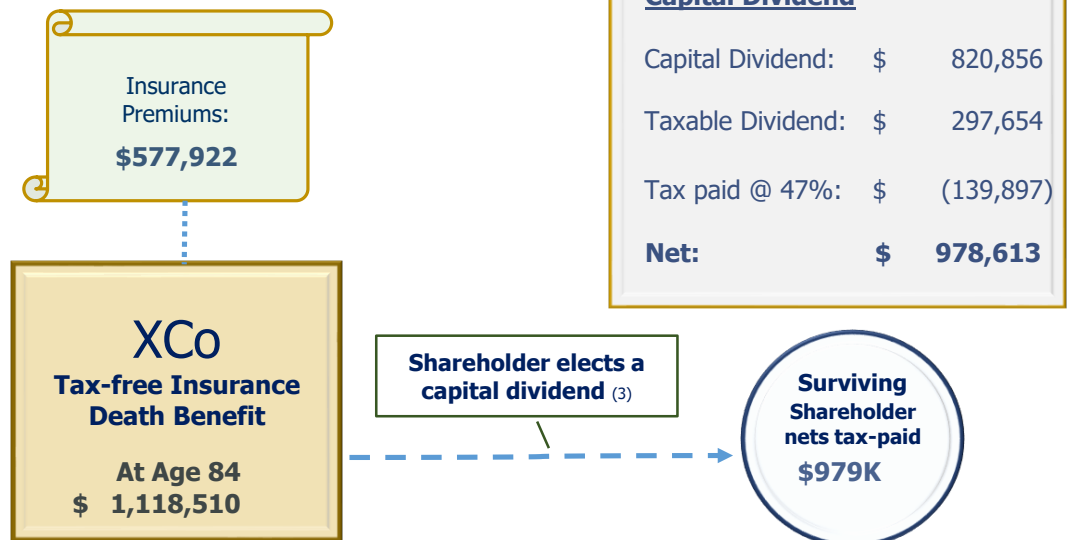 Capital Dividend
Capital Dividend: $ 820,856
Taxable Dividend: $ 297,654
Tax paid @ 47%: $ (139,897)
Net: $ 978,613
Insurance
Premiums:
$577,922
XCo
Tax-free Insurance
Death Benefit
At Age 84
$ 1,118,510
Shareholder elects a
capital dividend (3)
Surviving
Shareholder
nets tax-paid
$979K